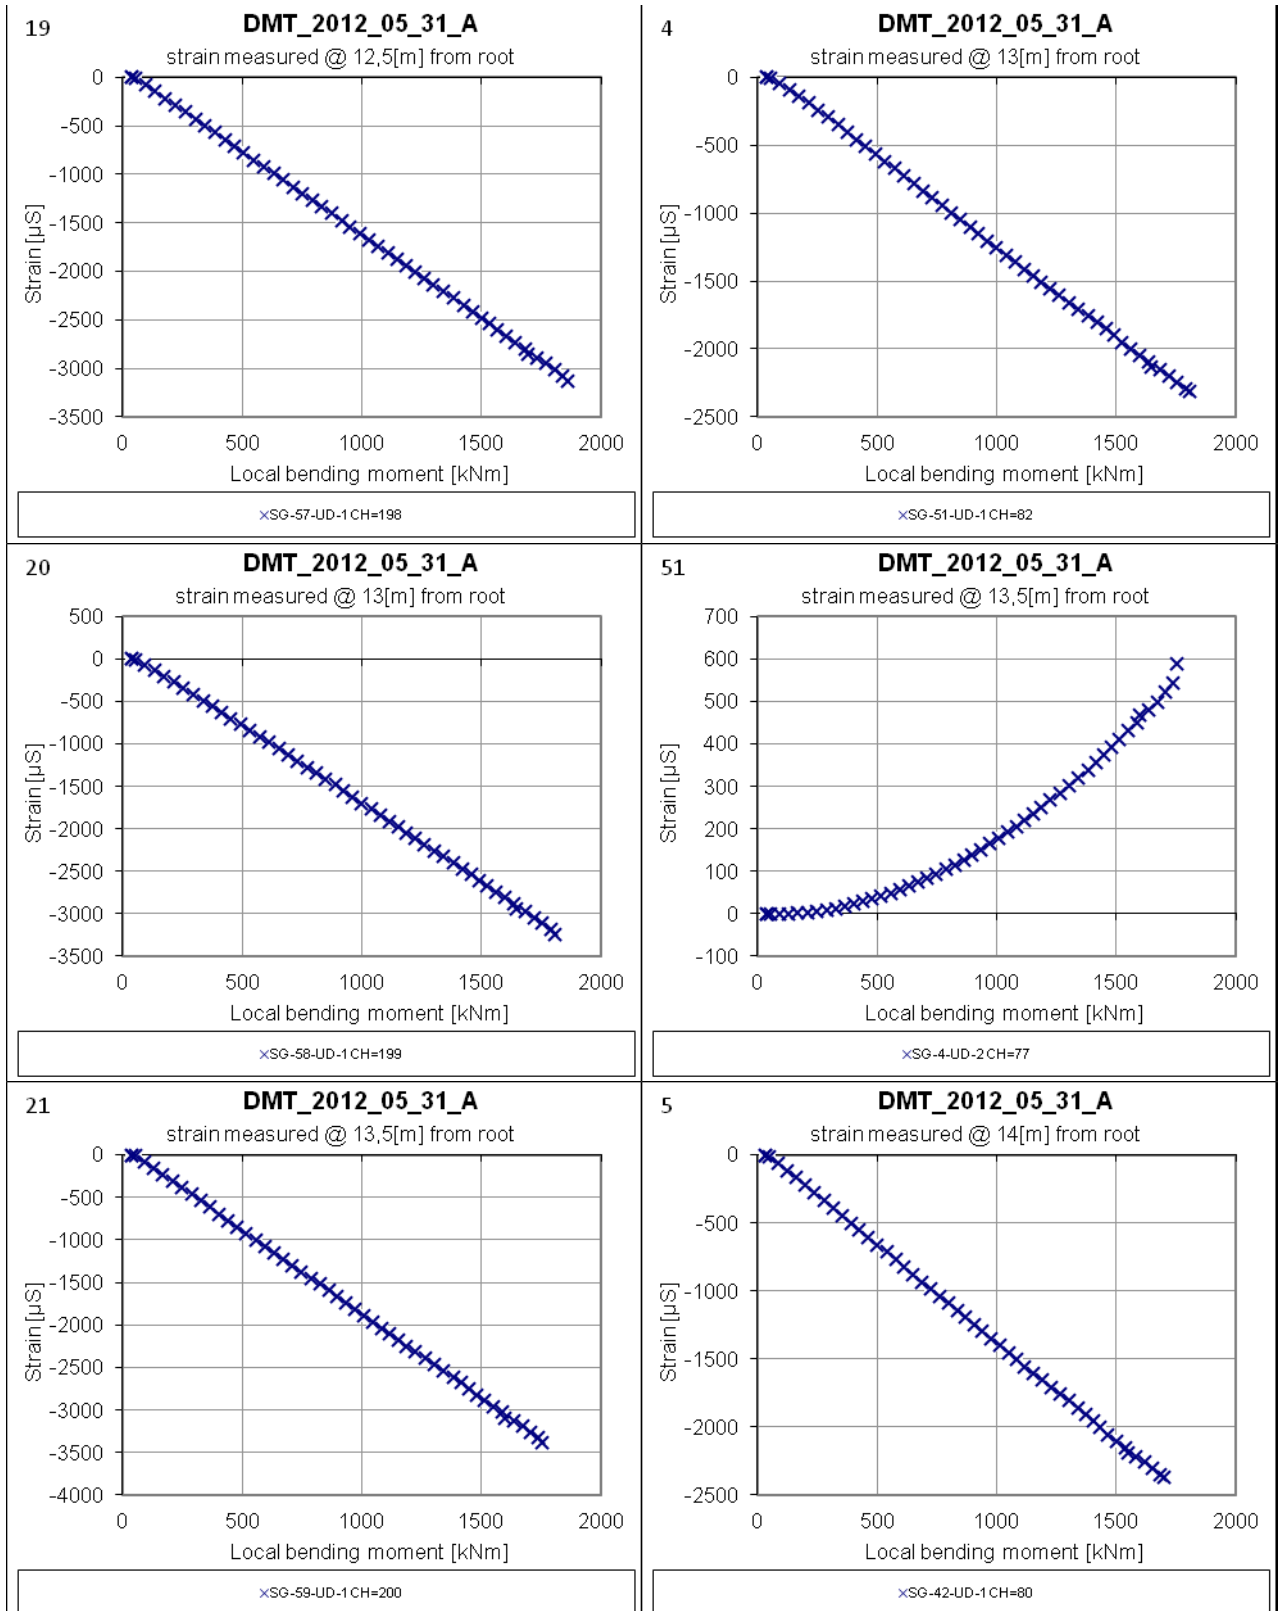 19
DMT_2012_05_31_A
strain measured @ 12,5[m] from root
0
-500
-1000
-1500
-2000
-2500
-3000
-3500
Strain [µS]
0 500 1000 1500 2000
Local bending moment [kNm]
×SG-57-UD-1 CH=198
4
DMT_2012_05_31_A
strain measured @ 13[m] from root
0
-500
-1000
-1500
-2000
-2500
Strain [µS]
0 500 1000 1500 2000
Local bending moment [kNm]
×SG-51-UD-1 CH=82
20
DMT_2012_05_31_A
strain measured @ 13[m] from root
500
0
-500
-1000
-1500
-2000
-2500
-3000
-3500
Strain [µS]
0 500 1000 1500 2000
Local bending moment [kNm]
×SG-58-UD-1 CH=199
51
DMT_2012_05_31_A
strain measured @ 13,5[m] from root
700
600
500
400
300
200
100
0
-100
Strain [µS]
0 500 1000 1500 2000
Local bending moment [kNm]
×SG-4-UD-2 CH=77
21
DMT_2012_05_31_A
strain measured @ 13,5[m] from root
0
-500
-1000
-1500
-2000
-2500
-3000
-3500
-4000
Strain [µS]
0 500 1000 1500 2000
Local bending moment [kNm]
×SG-59-UD-1 CH=200
5
DMT_2012_05_31_A
strain measured @ 14[m] from root
0
-500
-1000
-1500
-2000
-2500
Strain [µS]
0 500 1000 1500 2000
Local bending moment [kNm]
×SG-42-UD-1 CH=80